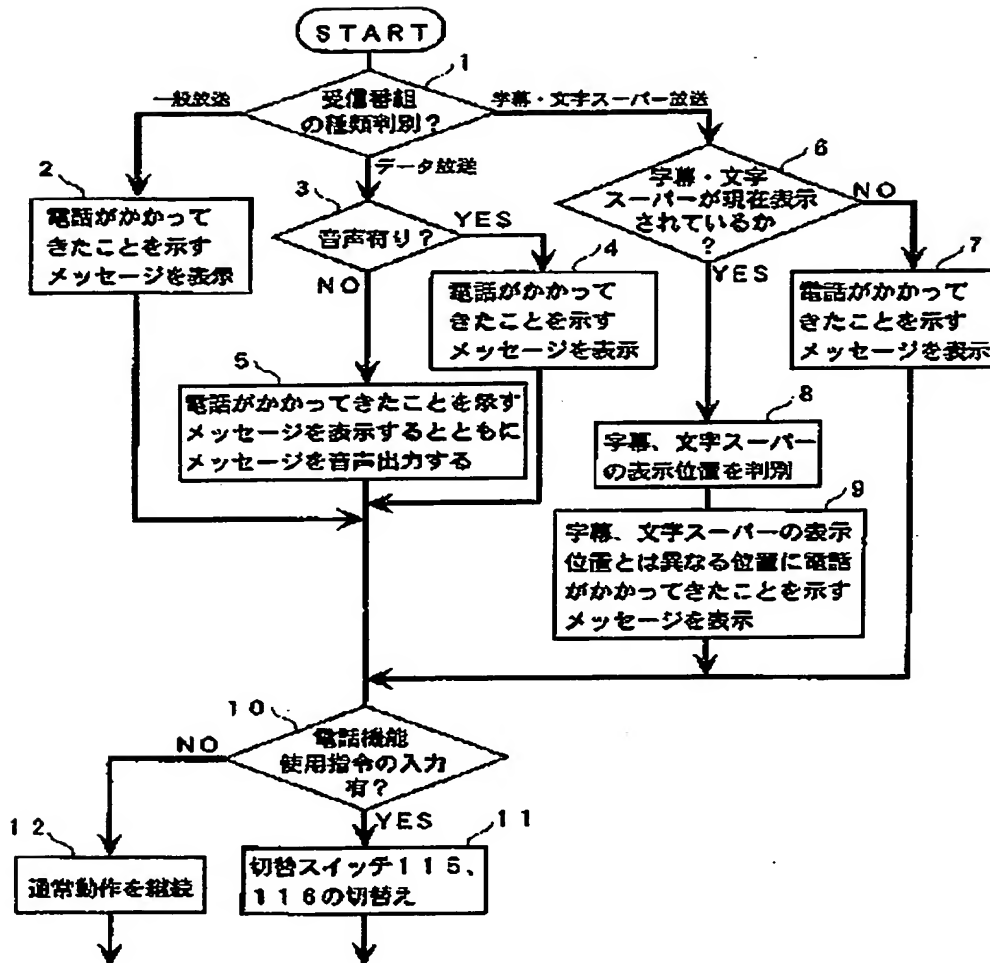 START
1
受信番組
の種類判別?
一般放送
字幕・文字スーパー放送
データ放送
2
電話がかかって
きたことを示す
メッセージを表示
3
音声有り?
YES
NO
4
電話がかかって
きたことを示す
メッセージを表示
5
電話がかかってきたことを示す
メッセージを表示するとともに
メッセージを音声出力する
6
字幕・文字
スーパーが現在表示
されているか
?
NO
YES
7
電話がかかって
きたことを示す
メッセージを表示
8
字幕、文字スーパー
の表示位置を判別
9
字幕、文字スーパーの表示
位置とは異なる位置に電話
がかかってきたことを示す
メッセージを表示
10
電話機能
使用指令の入力
有?
NO
YES
12
通常動作を継続
11
切替スイッチ115、
116の切替え